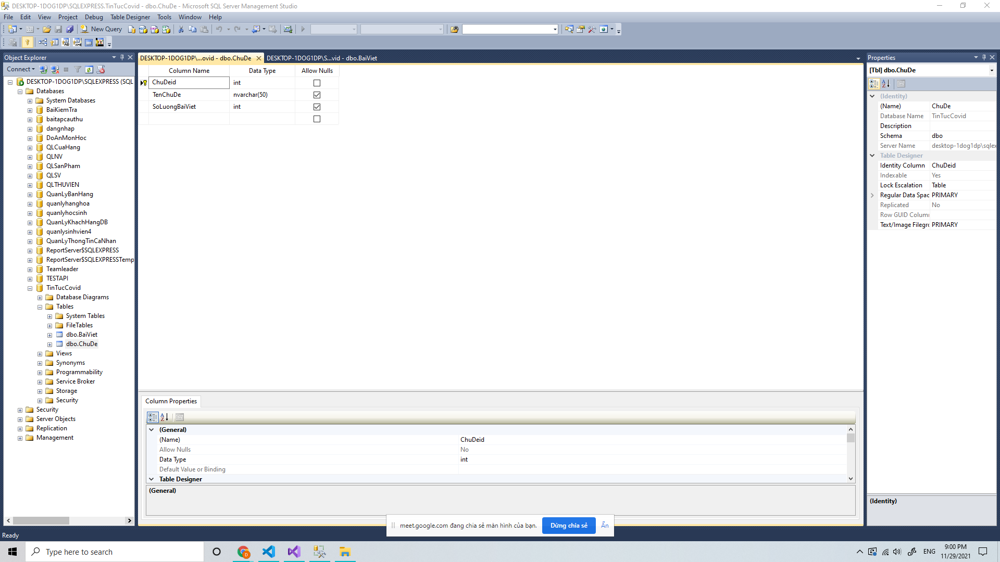 DESKTOP-1DOG1DP\SQLEXPRESS.TinTucCovid - dbo.ChuDe - Microsoft SQL Server Management Studio
File Edit View Project Debug Table Designer Tools Window Help
New Query
Object Explorer
Connect
DESKTOP-1DOG1DP\SQLEXPRESS (SQL
Databases
System Databases
BaiKiemTra
baitapcauthu
dangnhap
DoAnMonHoc
QLCuaHang
QLNV
QLSanPham
QLSV
QLTHUVIEN
QuanLyBanHang
quanlyhanghoa
quanlyhocsinh
QuanLyKhachHangDB
quanlysinhvien4
QuanLyThongTinCaNhan
ReportServer$SQLEXPRESS
ReportServer$SQLEXPRESSTemp
Teamleader
TESTAPI
TinTucCovid
Database Diagrams
Tables
System Tables
FileTables
dbo.BaiViet
dbo.ChuDe
Views
Synonyms
Programmability
Service Broker
Storage
Security
Security
Server Objects
Replication
Management
DESKTOP-1DOG1DP\...ovid - dbo.ChuDe DESKTOP-1DOG1DP\S...vid - dbo.BaiViet
Column Name Data Type Allow Nulls
ChuDeid int
TenChuDe nvarchar(50)
SoLuongBaiViet int
Column Properties
(General)
(Name) ChuDeid
Allow Nulls No
Data Type int
Default Value or Binding
Table Designer
(General)
Properties
[Tbl] dbo.ChuDe
(Identity)
(Name) ChuDe
Database Name TinTucCovid
Description
Schema dbo
Server Name desktop-1dog1dp\sqlex
Table Designer
Identity Column ChuDeid
Indexable Yes
Lock Escalation Table
Regular Data Spac PRIMARY
Replicated No
Row GUID Colum
Text/Image Filegro PRIMARY
(Identity)
meet.google.com đang chia sẻ màn hình của bạn. Dừng chia sẻ Ẩn
Ready
Type here to search
ENG
9:00 PM
11/29/2021